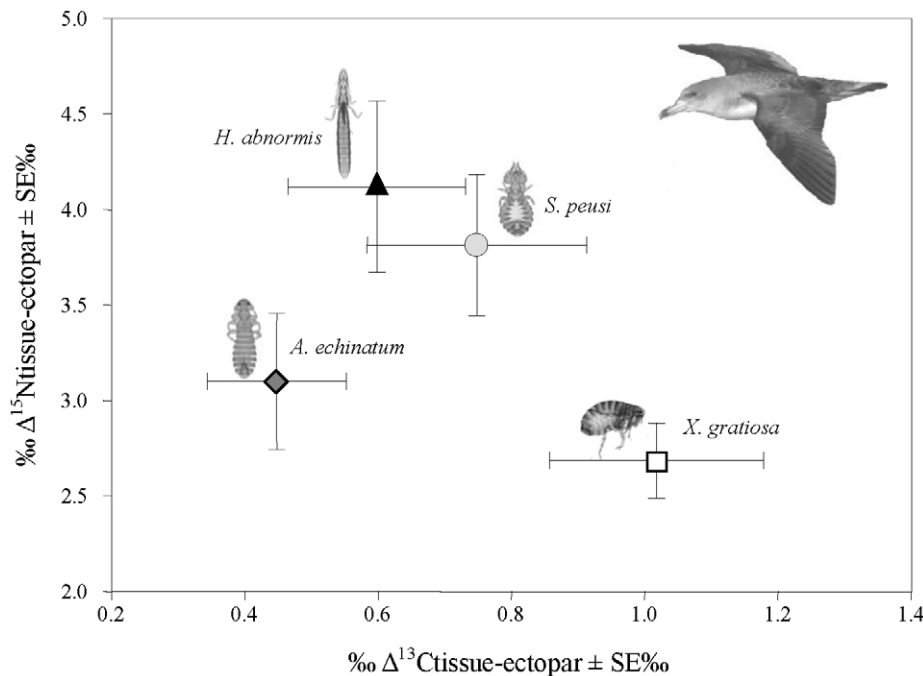 5.0
4.5
4.0
3.5
3.0
2.5
2.0
0.2
0.4
0.6
0.8
1.0
1.2
1.4
‰ Δ¹⁵Ntissue-ectopar ± SE‰
‰ Δ¹³Ctissue-ectopar ± SE‰
H. abnormis
S. peusi
A. echinatum
X. gratiosa